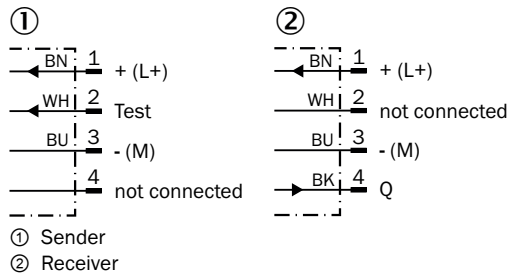 ① ②
BN 1 + (L+)
WH 2 Test
BU 3 - (M)
4 not connected
BN 1 + (L+)
WH 2 not connected
BU 3 - (M)
BK 4 Q
① Sender
② Receiver